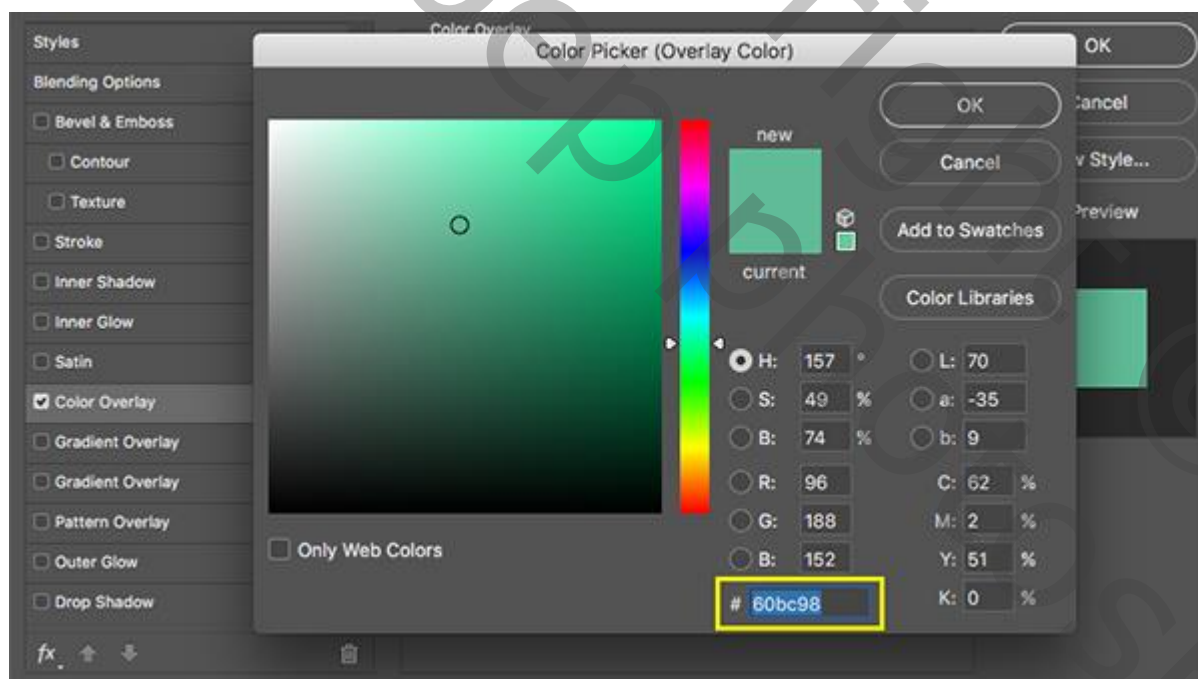 Styles
Blending Options
Bevel & Emboss
Contour
Texture
Stroke
Inner Shadow
Inner Glow
Satin
Color Overlay
Gradient Overlay
Gradient Overlay
Pattern Overlay
Outer Glow
Drop Shadow
fx
Color Overlay
Color Picker (Overlay Color)
new
current
Only Web Colors
OK
Cancel
Add to Swatches
Color Libraries
H: 157 °
S: 49 %
B: 74 %
R: 96
G: 188
B: 152
# 60bc98
L: 70
a: -35
b: 9
C: 62 %
M: 2 %
Y: 51 %
K: 0 %
OK
Cancel
Style...
Preview